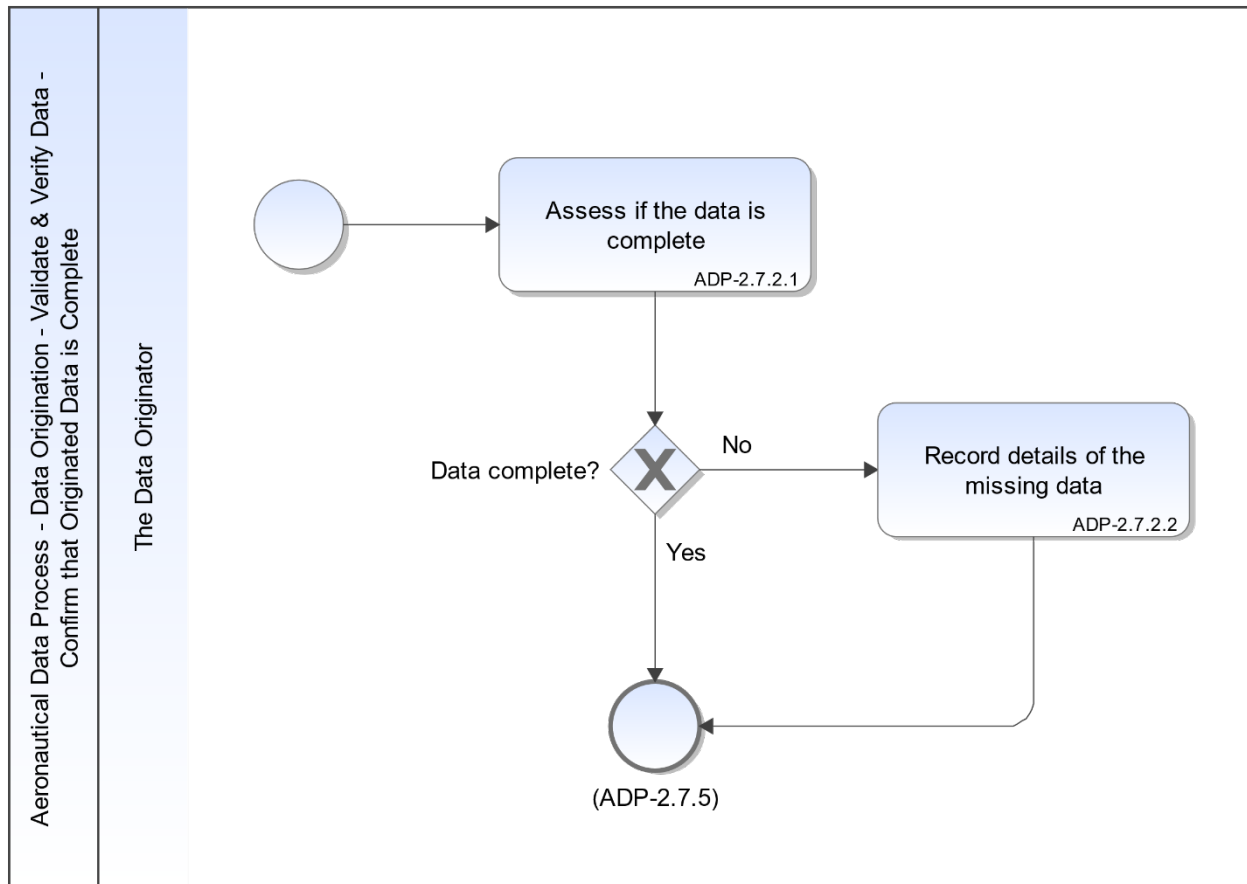 Aeronautical Data Process - Data Origination - Validate & Verify Data -
Confirm that Originated Data is Complete
The Data Originator
Assess if the data is
complete
ADP-2.7.2.1
Data complete?
No
Record details of the
missing data
ADP-2.7.2.2
Yes
(ADP-2.7.5)